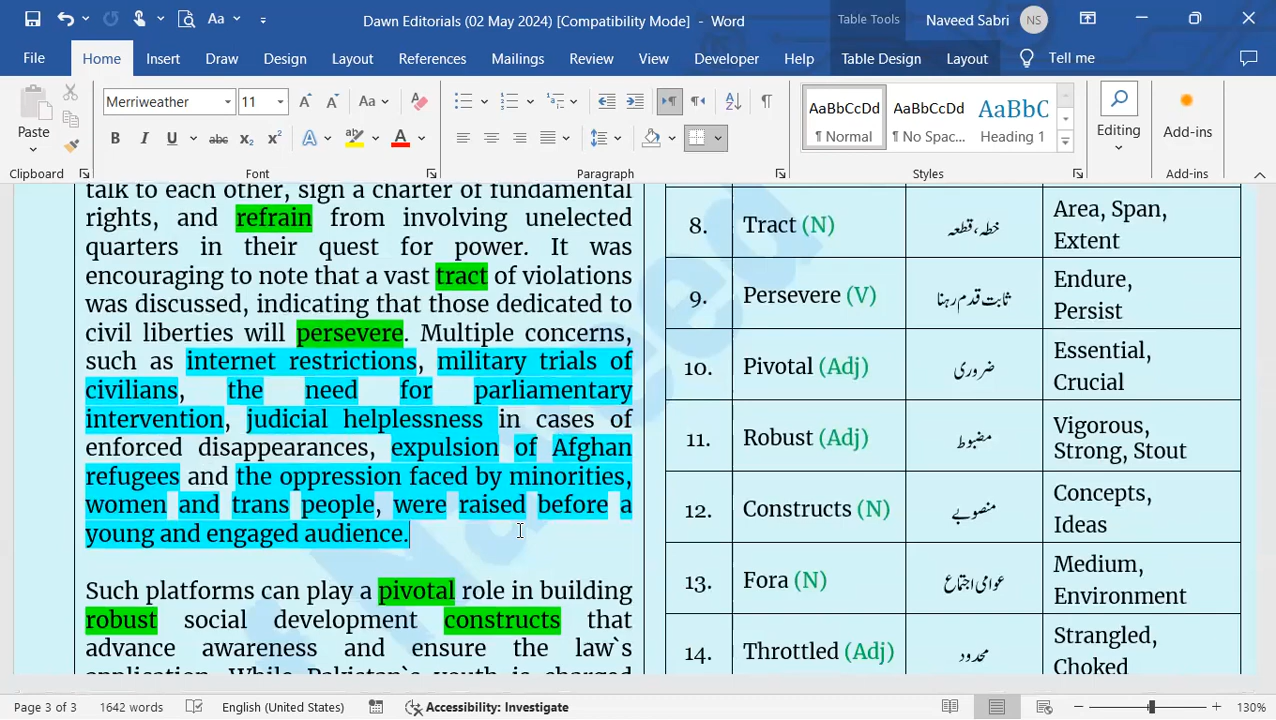 Aa
Dawn Editorials (02 May 2024) [Compatibility Mode] - Word
Table Tools
Naveed Sabri
NS
File
Home
Insert
Draw
Design
Layout
References
Mailings
Review
View
Developer
Help
Table Design
Layout
Tell me
Paste
Merriweather
11
A A Aa
B I U abc x₂ x² A A
AaBbCcDd
¶ Normal
AaBbCcDd
¶ No Spac...
AaBbC
Heading 1
Editing
Add-ins
Clipboard
Font
Paragraph
Styles
Add-ins
talk to each other, sign a charter of fundamental
rights, and refrain from involving unelected
quarters in their quest for power. It was
encouraging to note that a vast tract of violations
was discussed, indicating that those dedicated to
civil liberties will persevere. Multiple concerns,
such as internet restrictions, military trials of
civilians, the need for parliamentary
intervention, judicial helplessness in cases of
enforced disappearances, expulsion of Afghan
refugees and the oppression faced by minorities,
women and trans people, were raised before a
young and engaged audience.
Such platforms can play a pivotal role in building
robust social development constructs that
advance awareness and ensure the law`s
application. While Pakistan`s youth is charged
8. Tract (N) خطہ، قطعہ Area, Span,
Extent
9. Persevere (V) ثابت قدم رہنا Endure,
Persist
10. Pivotal (Adj) ضروری Essential,
Crucial
11. Robust (Adj) مضبوط Vigorous,
Strong, Stout
12. Constructs (N) منصوبے Concepts,
Ideas
13. Fora (N) عوامی اجتماع Medium,
Environment
14. Throttled (Adj) محدود Strangled,
Choked
Page 3 of 3
1642 words
English (United States)
Accessibility: Investigate
130%